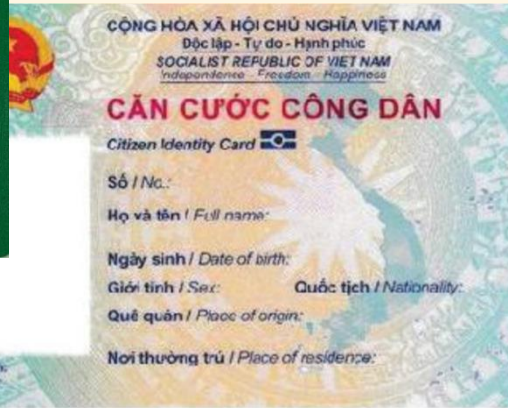 CỘNG HÒA XÃ HỘI CHỦ NGHĨA VIỆT NAM
Độc lập - Tự do - Hạnh phúc
SOCIALIST REPUBLIC OF VIET NAM
Independence - Freedom - Happiness
CĂN CƯỚC CÔNG DÂN
Citizen Identity Card
Số / No.:
Họ và tên / Full name:
Ngày sinh / Date of birth:
Giới tính / Sex: Quốc tịch / Nationality:
Quê quán / Place of origin:
Nơi thường trú / Place of residence: